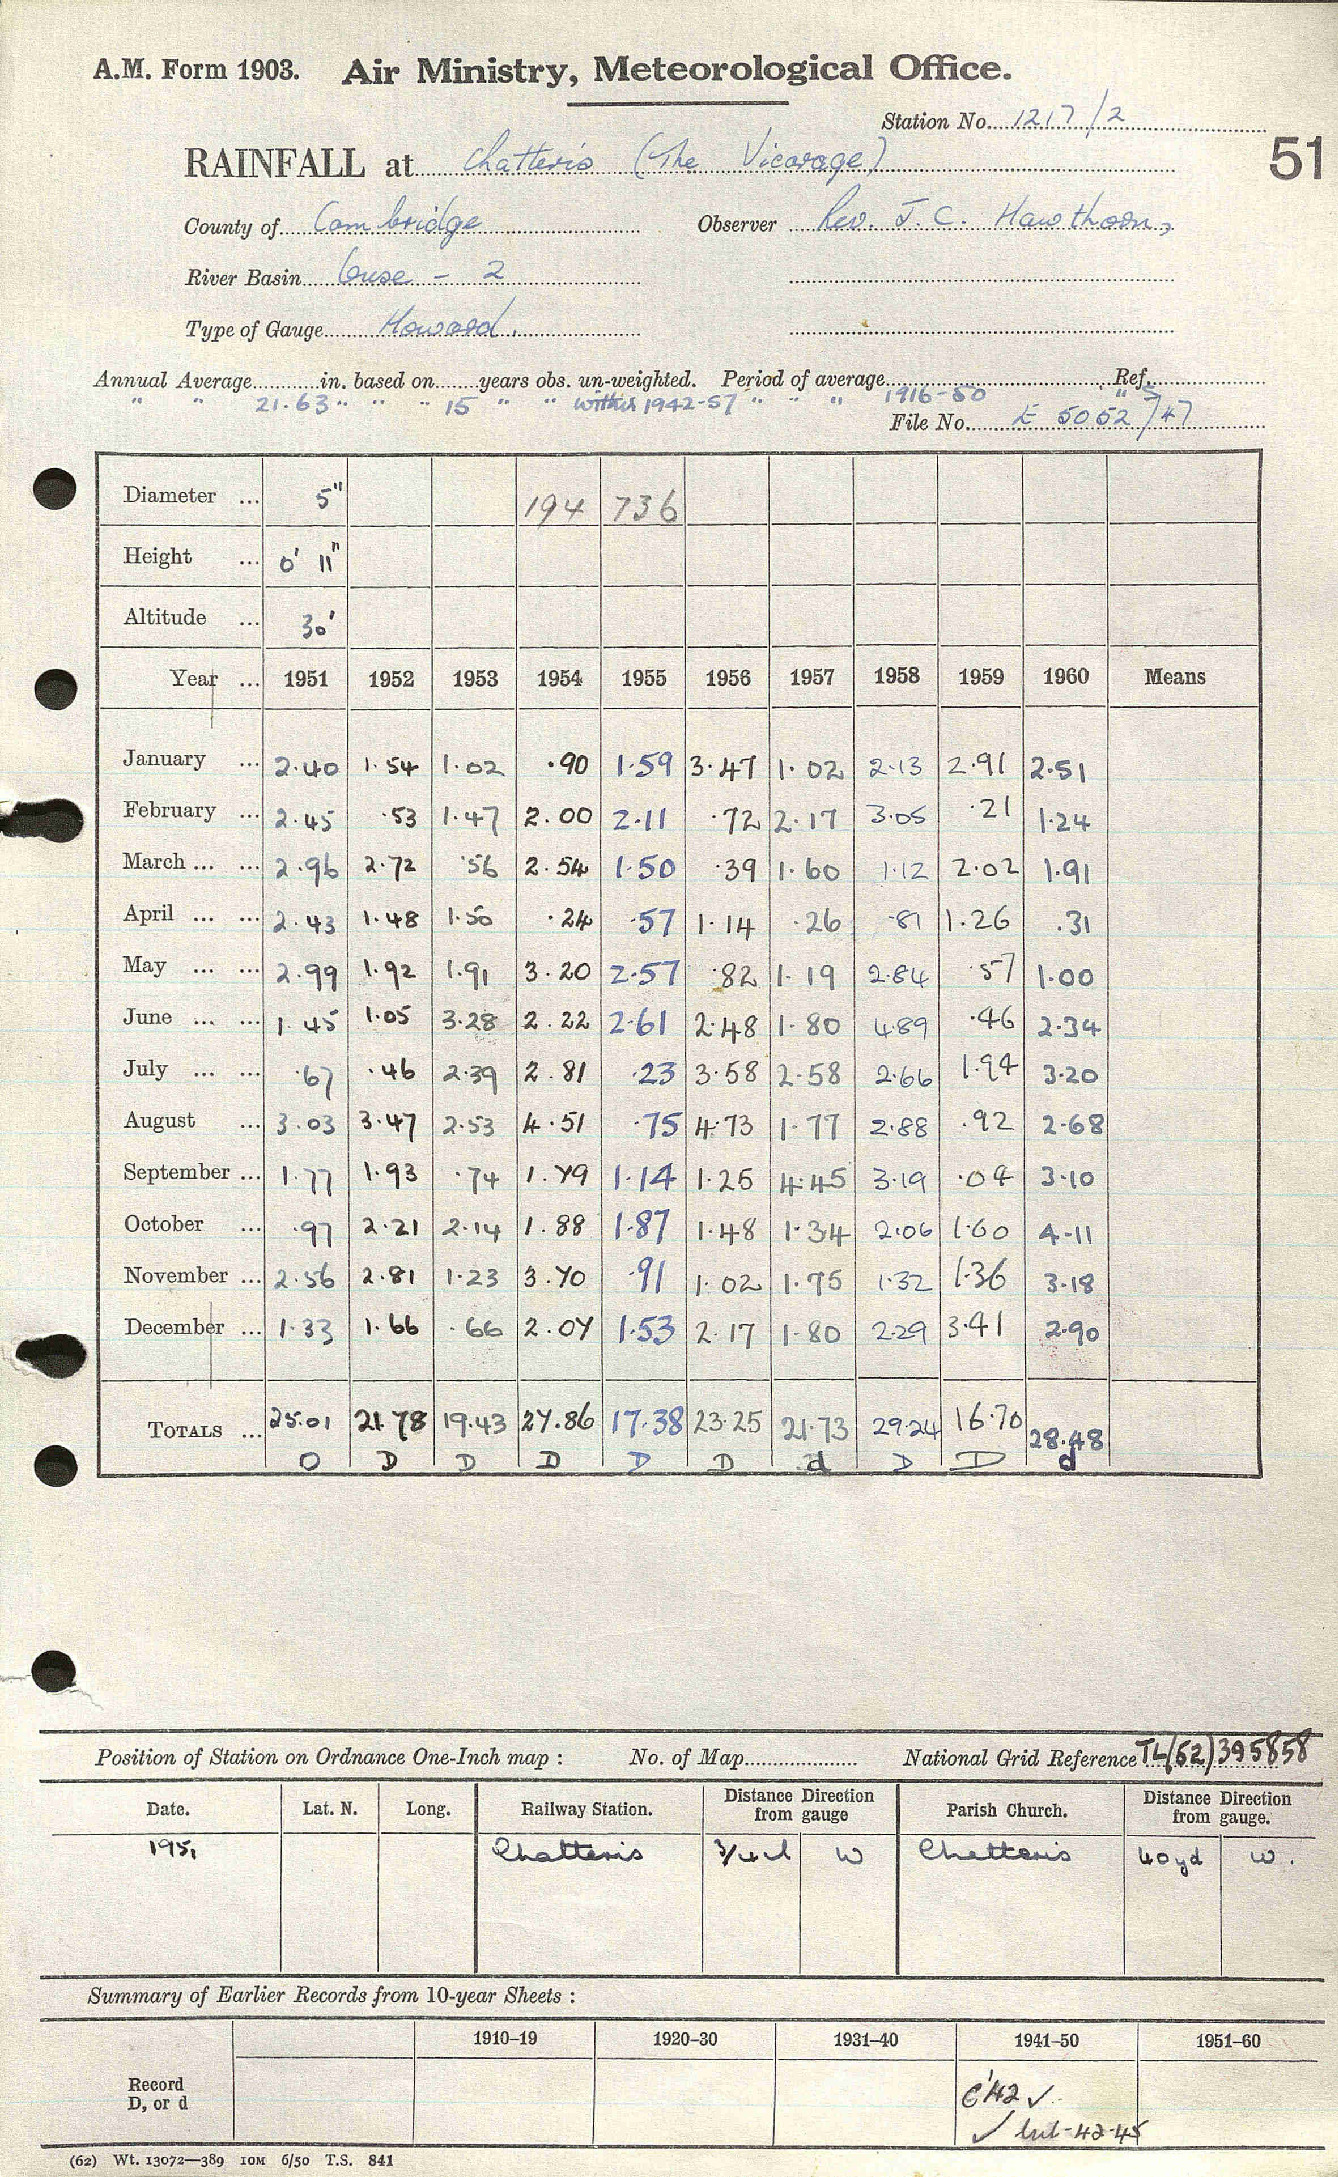 A.M. Form 1903. Air Ministry, Meteorological Office.
Station No. 1217/2
51
RAINFALL at Chatteris (The Vicarage)
County of Cambridge Observer Rev. J. C. Hawthorn,
River Basin Ouse - 2
Type of Gauge Howard.
Annual Average in. based on years obs. un-weighted. Period of average Ref.
" " 21.63 " " " 15 " " within 1942-57 " " " 1916-50 " S
File No. E 5052/47
Diameter ... 5" 194 736
Height ... 0' 11"
Altitude ... 30'
Year ... 1951 1952 1953 1954 1955 1956 1957 1958 1959 1960 Means
January ... 2.40 1.54 1.02 .90 1.59 3.47 1.02 2.13 2.91 2.51
February ... 2.45 .53 1.47 2.00 2.11 .72 2.17 3.05 .21 1.24
March ... ... 2.96 2.72 .56 2.54 1.50 .39 1.60 1.12 2.02 1.91
April ... ... 2.43 1.48 1.50 .24 .57 1.14 .26 .81 1.26 .31
May ... ... 2.99 1.92 1.91 3.20 2.57 .82 1.19 2.84 .57 1.00
June ... ... 1.45 1.05 3.28 2.22 2.61 2.48 1.80 4.89 .46 2.34
July ... ... .67 .46 2.39 2.81 .23 3.58 2.58 2.66 1.94 3.20
August ... 3.03 3.47 2.53 4.51 .75 4.73 1.77 2.88 .92 2.68
September ... 1.77 1.93 .74 1.79 1.14 1.25 4.45 3.19 .04 3.10
October ... .97 2.21 2.14 1.88 1.87 1.48 1.34 2.06 1.60 4.11
November ... 2.56 2.81 1.23 3.70 .91 1.02 1.75 1.32 1.36 3.18
December ... 1.33 1.66 .66 2.07 1.53 2.17 1.80 2.29 3.41 2.90
TOTALS ... 25.01 21.78 19.43 27.86 17.38 23.25 21.73 29.24 16.70 28.48
D D D D D D d D D d
Position of Station on Ordnance One-Inch map : No. of Map National Grid Reference TL(52)395858
Date. Lat. N. Long. Railway Station. Distance Direction from gauge Parish Church. Distance Direction from gauge.
1951 Chatteris 3/4 W Chatteris 40yd W.
Summary of Earlier Records from 10-year Sheets :
1910–19 1920–30 1931–40 1941–50 1951–60
Record
D, or d
'42 ✓
✓ but-42-45
(62) Wt. 13072—389 10M 6/50 T.S. 841